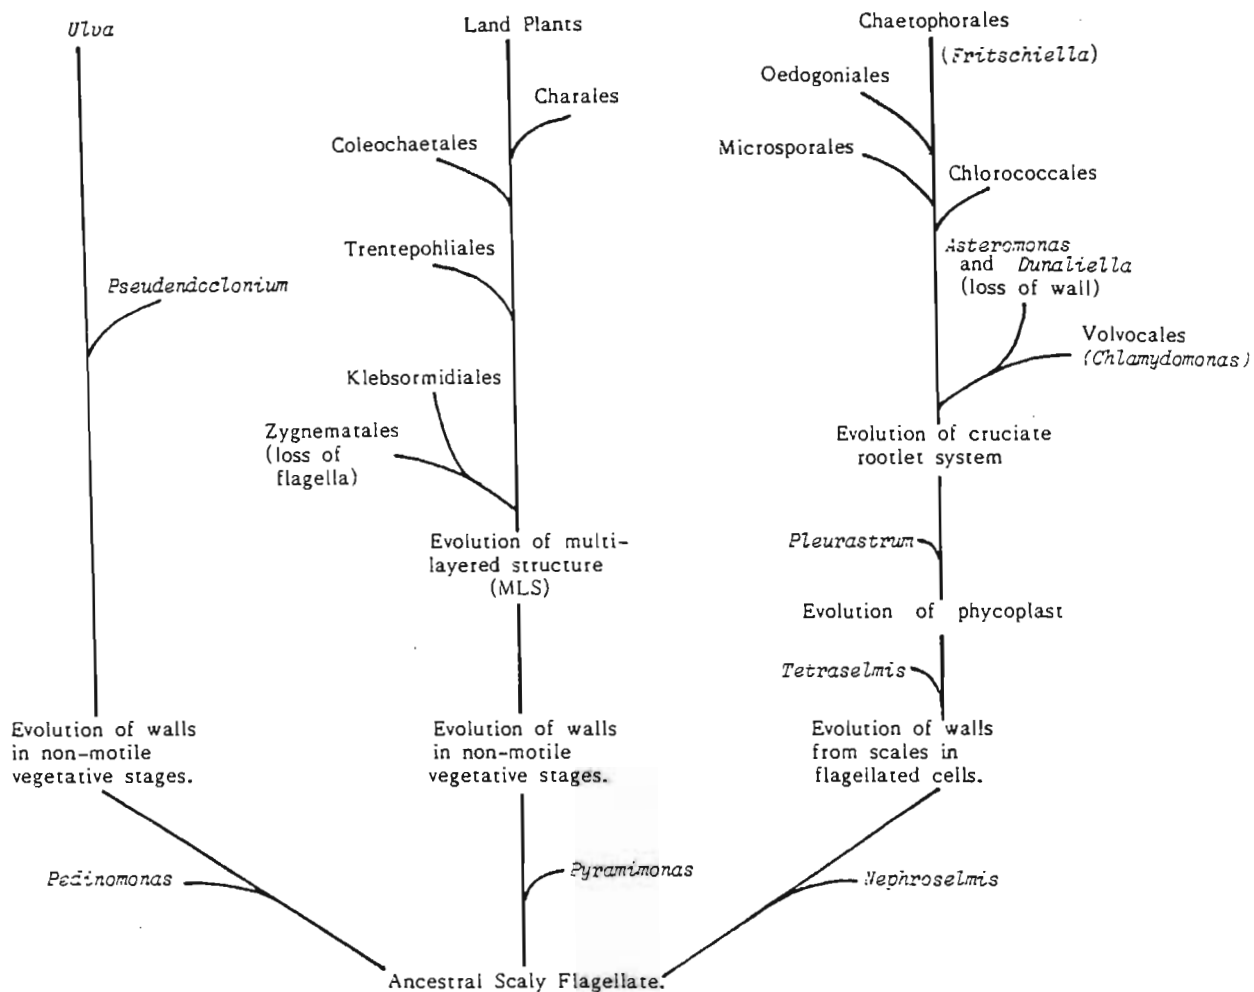 Ulva
Land Plants
Chaetophorales
(Fritschiella)
Oedogoniales
Charales
Coleochaetales
Microsporales
Chlorococcales
Trentepohliales
Asteromonas
and Dunaliella
(loss of wall)
Pseudendoclonium
Volvocales
(Chlamydomonas)
Klebsormidiales
Zygnematales
(loss of
flagella)
Evolution of cruciate
rootlet system
Evolution of multi-
layered structure
(MLS)
Pleurastrum
Evolution of phycoplast
Tetraselmis
Evolution of walls
in non-motile
vegetative stages.
Evolution of walls
in non-motile
vegetative stages.
Evolution of walls
from scales in
flagellated cells.
Pedinomonas
Pyramimonas
Nephroselmis
Ancestral Scaly Flagellate.